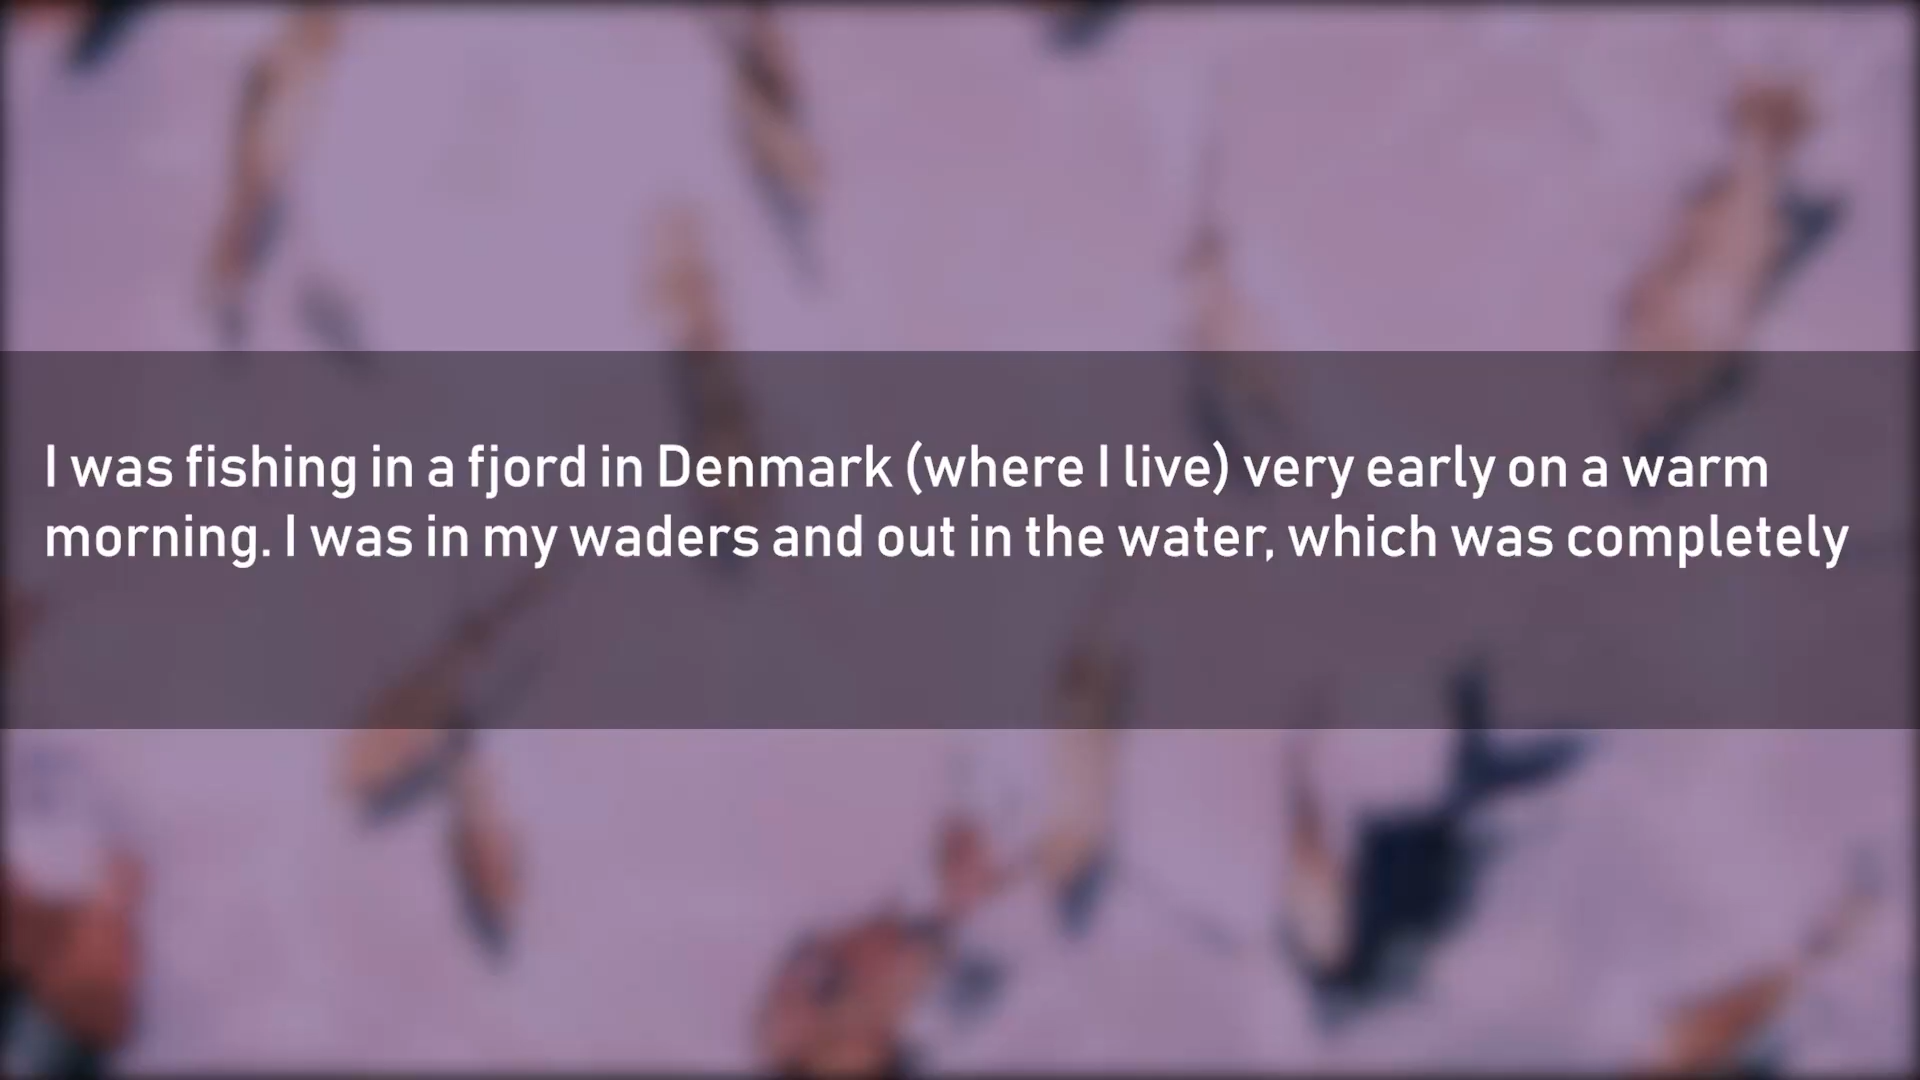 I was fishing in a fjord in Denmark (where I live) very early on a warm
morning. I was in my waders and out in the water, which was completely